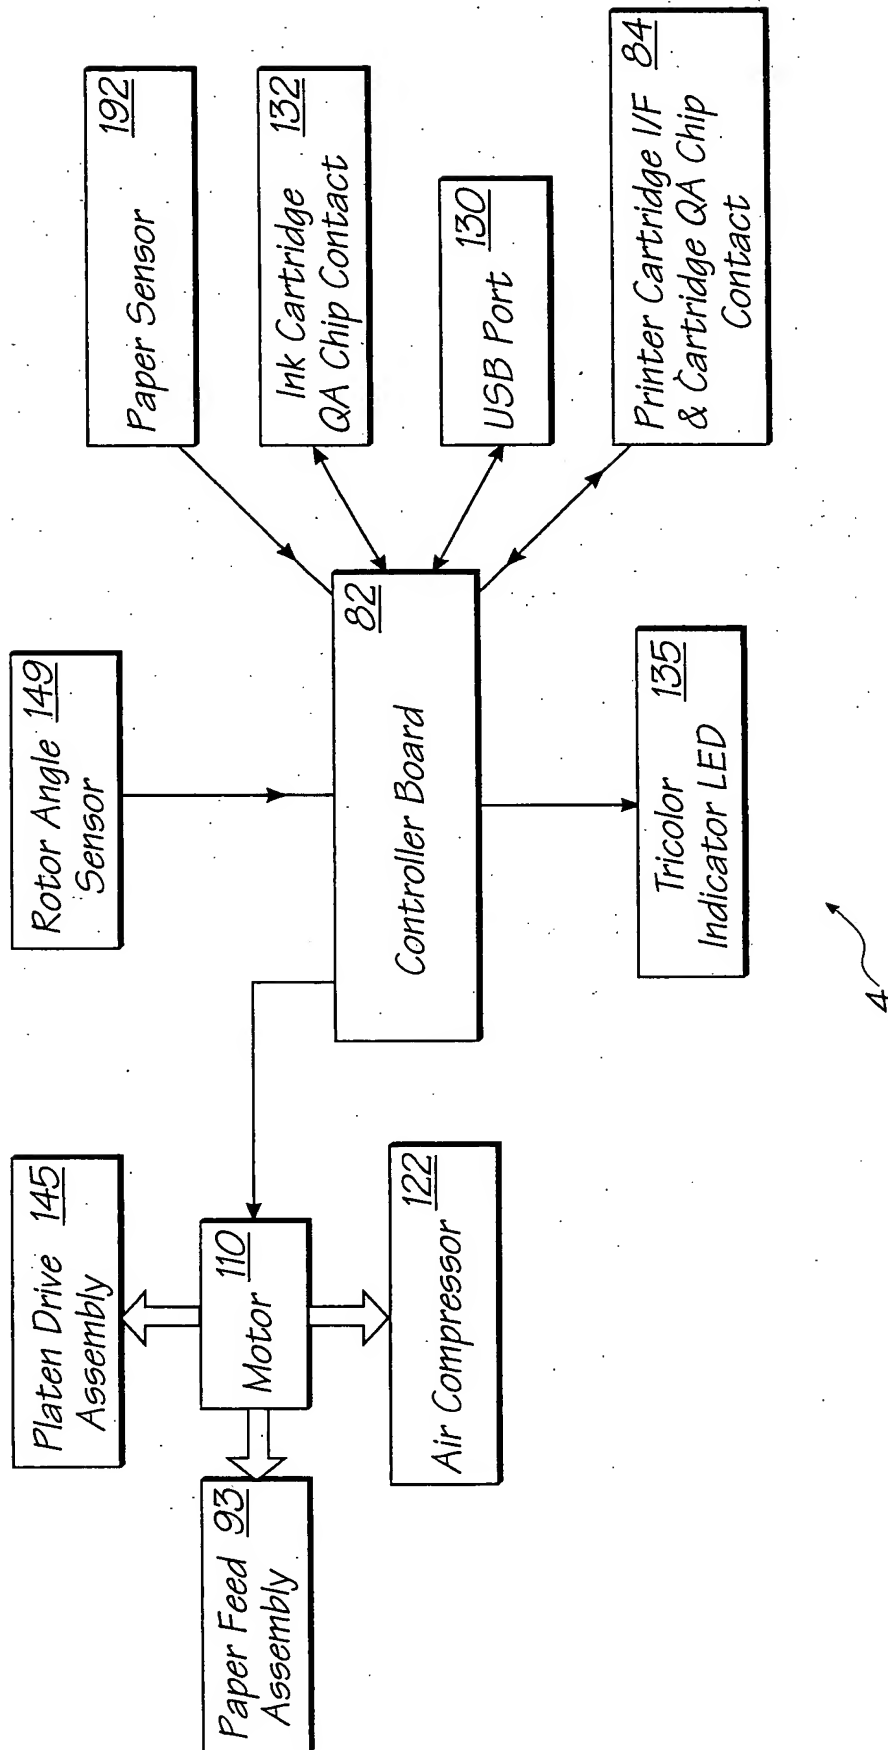 Paper Feed 93
Assembly
Platen Drive 145
Assembly
Motor 110
Air Compressor 122
Rotor Angle 149
Sensor
Controller Board 82
Tricolor 135
Indicator LED
Paper Sensor 192
Ink Cartridge 132
QA Chip Contact
USB Port 130
Printer Cartridge I/F 84
& Cartridge QA Chip
Contact
4